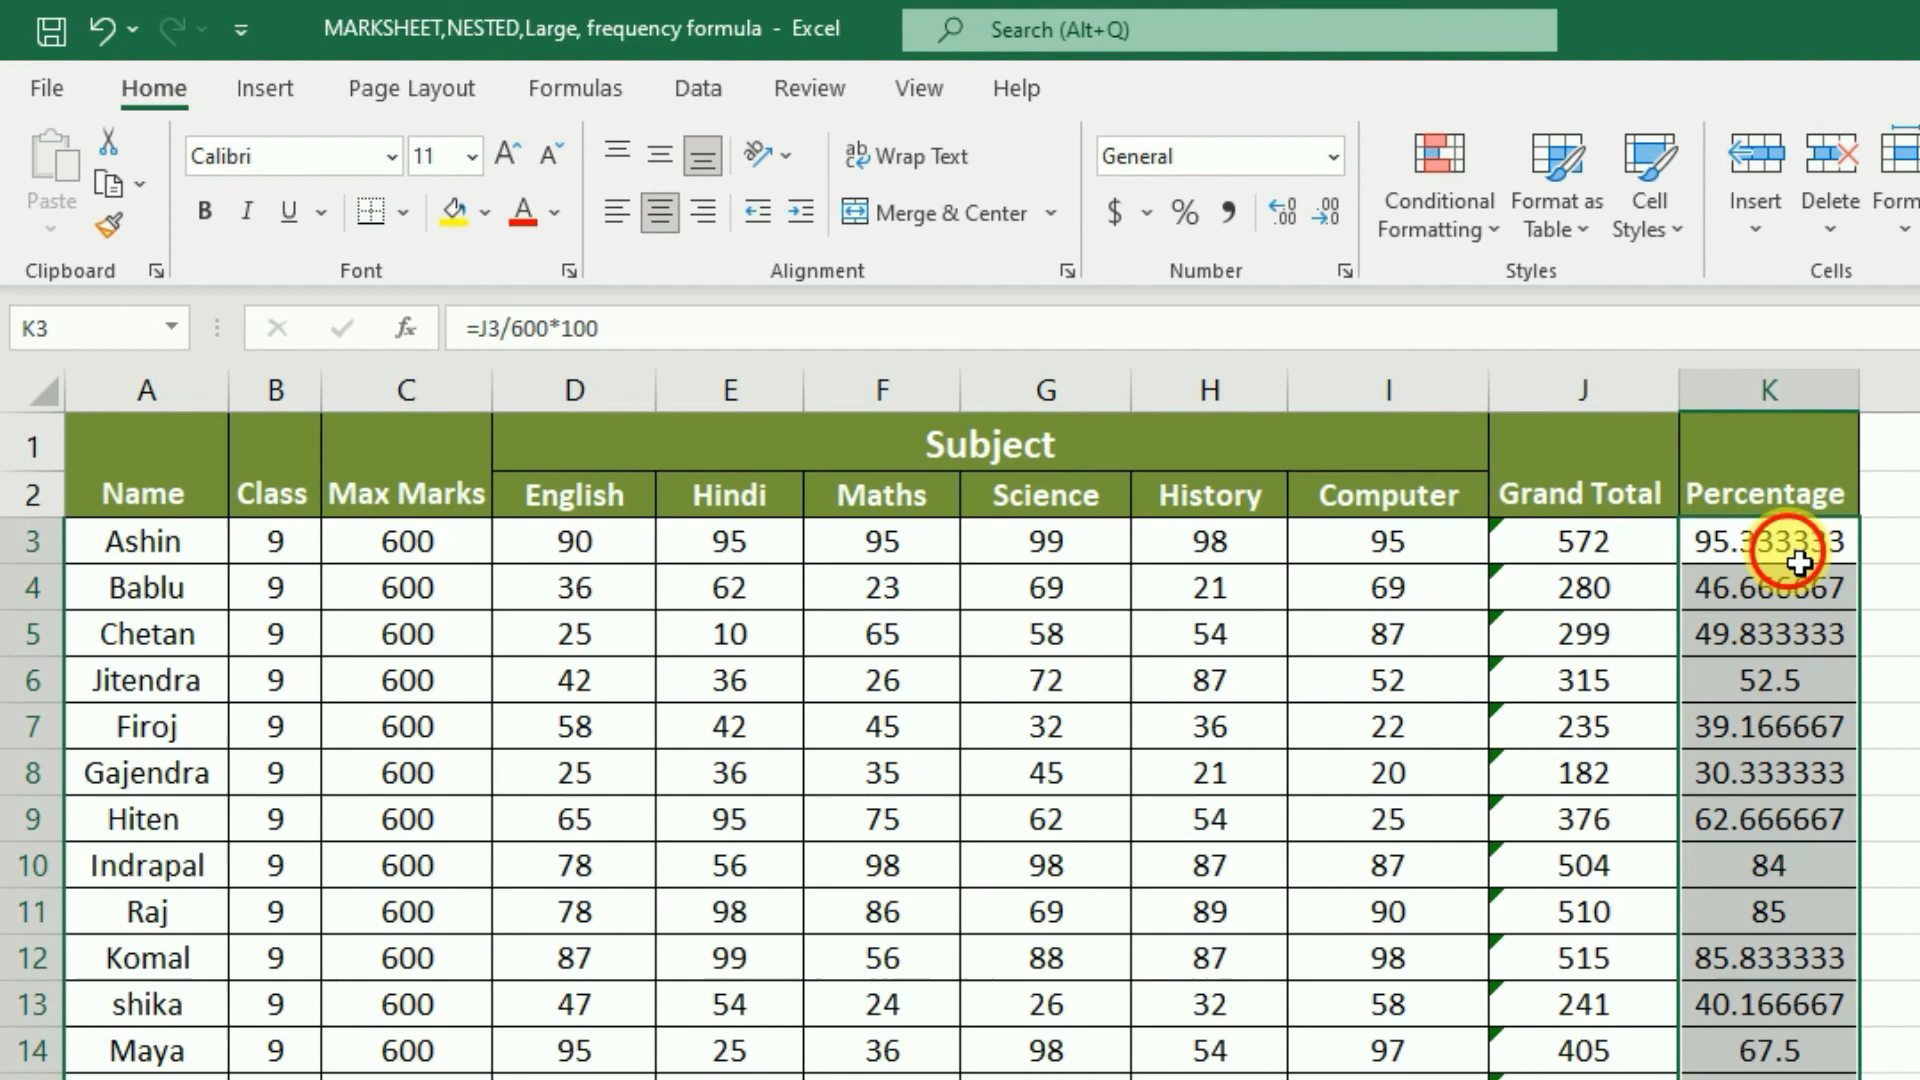 MARKSHEET,NESTED,Large, frequency formula - Excel
Search (Alt+Q)
File Home Insert Page Layout Formulas Data Review View Help
Paste
Calibri 11
Wrap Text
General
Conditional Formatting
Format as Table
Cell Styles
Insert Delete Form
B I U
Merge & Center
$ % ,
Clipboard Font Alignment Number Styles Cells
K3 fx =J3/600*100
A B C D E F G H I J K
1 Subject
2 Name Class Max Marks English Hindi Maths Science History Computer Grand Total Percentage
3 Ashin 9 600 90 95 95 99 98 95 572 95.333333
4 Bablu 9 600 36 62 23 69 21 69 280 46.666667
5 Chetan 9 600 25 10 65 58 54 87 299 49.833333
6 Jitendra 9 600 42 36 26 72 87 52 315 52.5
7 Firoj 9 600 58 42 45 32 36 22 235 39.166667
8 Gajendra 9 600 25 36 35 45 21 20 182 30.333333
9 Hiten 9 600 65 95 75 62 54 25 376 62.666667
10 Indrapal 9 600 78 56 98 98 87 87 504 84
11 Raj 9 600 78 98 86 69 89 90 510 85
12 Komal 9 600 87 99 56 88 87 98 515 85.833333
13 shika 9 600 47 54 24 26 32 58 241 40.166667
14 Maya 9 600 95 25 36 98 54 97 405 67.5